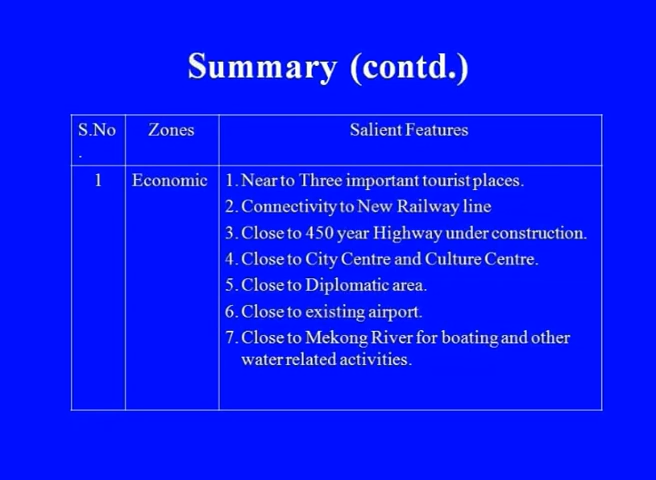 Summary (contd.)
S.No
.
Zones
Salient Features
1
Economic
1. Near to Three important tourist places.
2. Connectivity to New Railway line
3. Close to 450 year Highway under construction.
4. Close to City Centre and Culture Centre.
5. Close to Diplomatic area.
6. Close to existing airport.
7. Close to Mekong River for boating and other
water related activities.